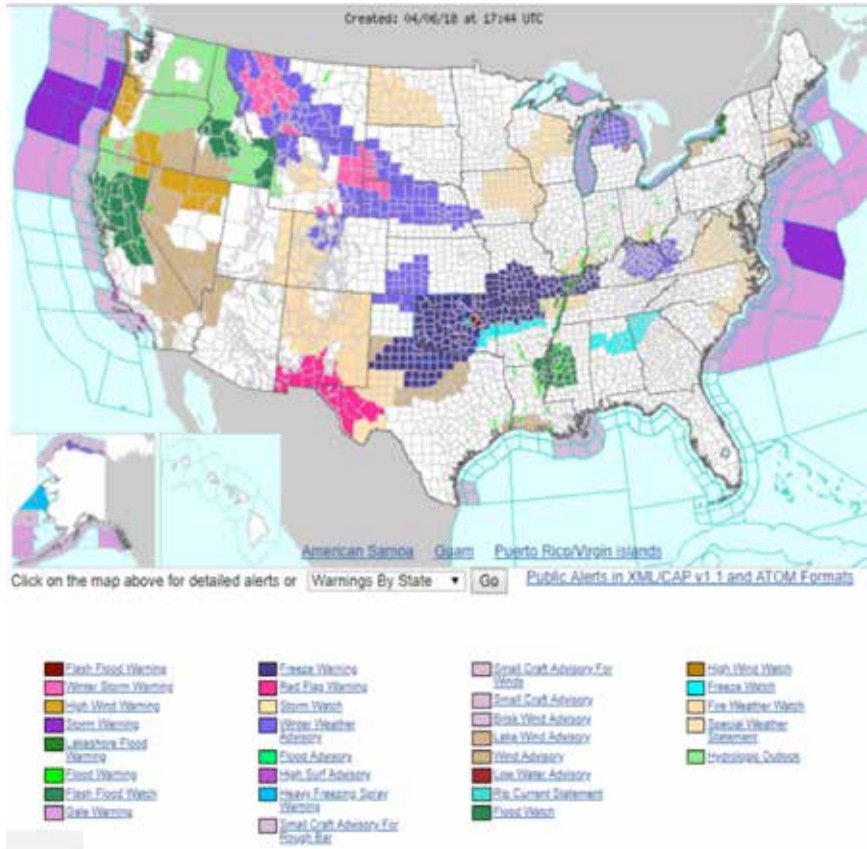 Created: 04/06/18 at 17:44 UTC
American Samoa Guam Puerto Rico/Virgin Islands
Click on the map above for detailed alerts or Warnings By State Go Public Alerts in XML/CAP v1.1 and ATOM Formats
Flash Flood Warning
Winter Storm Warning
High Wind Warning
Storm Warning
Lakeshore Flood
Warning
Flood Warning
Flash Flood Watch
Gale Warning
Freeze Warning
Red Flag Warning
Storm Watch
Winter Weather
Advisory
Flood Advisory
High Surf Advisory
Heavy Freezing Spray
Warning
Small Craft Advisory For
Rough Bar
Small Craft Advisory For
Winds
Small Craft Advisory
Brisk Wind Advisory
Lake Wind Advisory
Wind Advisory
Low Water Advisory
Rip Current Statement
Flood Watch
High Wind Watch
Freeze Watch
Fire Weather Watch
Special Weather
Statement
Hydrologic Outlook